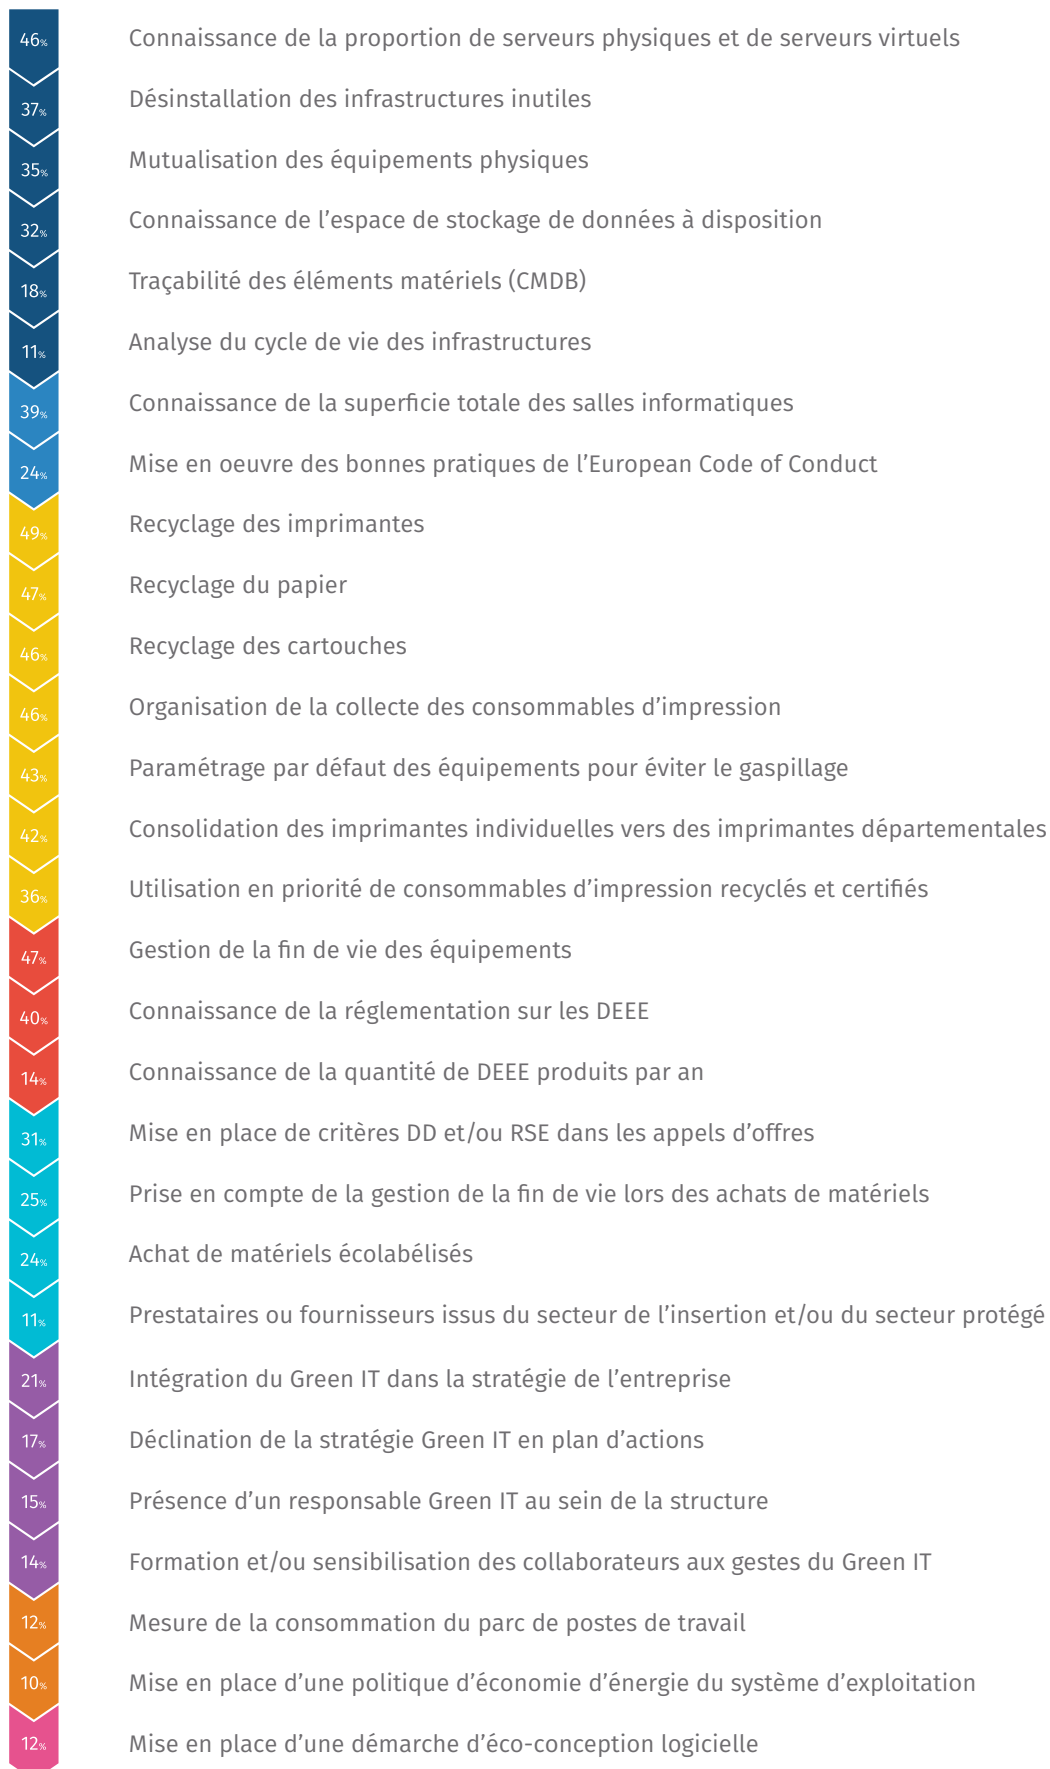 46% Connaissance de la proportion de serveurs physiques et de serveurs virtuels
37% Désinstallation des infrastructures inutiles
35% Mutualisation des équipements physiques
32% Connaissance de l’espace de stockage de données à disposition
18% Traçabilité des éléments matériels (CMDB)
11% Analyse du cycle de vie des infrastructures
39% Connaissance de la superficie totale des salles informatiques
24% Mise en oeuvre des bonnes pratiques de l’European Code of Conduct
49% Recyclage des imprimantes
47% Recyclage du papier
46% Recyclage des cartouches
46% Organisation de la collecte des consommables d’impression
43% Paramétrage par défaut des équipements pour éviter le gaspillage
42% Consolidation des imprimantes individuelles vers des imprimantes départementales
36% Utilisation en priorité de consommables d’impression recyclés et certifiés
47% Gestion de la fin de vie des équipements
40% Connaissance de la réglementation sur les DEEE
14% Connaissance de la quantité de DEEE produits par an
31% Mise en place de critères DD et/ou RSE dans les appels d’offres
25% Prise en compte de la gestion de la fin de vie lors des achats de matériels
24% Achat de matériels écolabélisés
11% Prestataires ou fournisseurs issus du secteur de l’insertion et/ou du secteur protégé
21% Intégration du Green IT dans la stratégie de l’entreprise
17% Déclination de la stratégie Green IT en plan d’actions
15% Présence d’un responsable Green IT au sein de la structure
14% Formation et/ou sensibilisation des collaborateurs aux gestes du Green IT
12% Mesure de la consommation du parc de postes de travail
10% Mise en place d’une politique d’économie d’énergie du système d’exploitation
12% Mise en place d’une démarche d’éco-conception logicielle